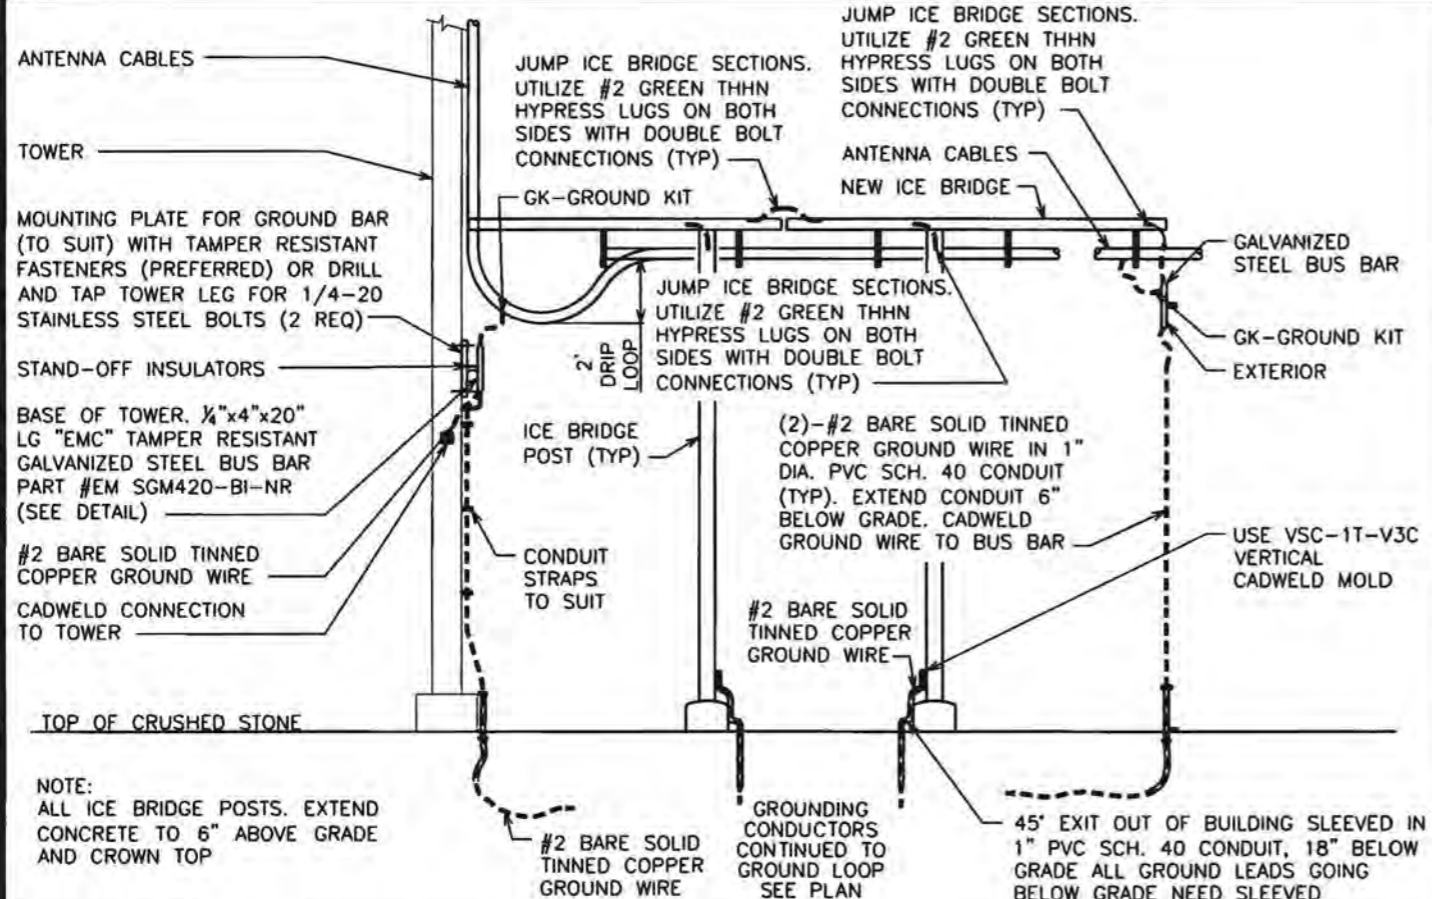 ANTENNA CABLES
TOWER
MOUNTING PLATE FOR GROUND BAR
(TO SUIT) WITH TAMPER RESISTANT
FASTENERS (PREFERRED) OR DRILL
AND TAP TOWER LEG FOR 1/4-20
STAINLESS STEEL BOLTS (2 REQ)
STAND-OFF INSULATORS
BASE OF TOWER. ¼"x4"x20"
LG "EMC" TAMPER RESISTANT
GALVANIZED STEEL BUS BAR
PART #EM SGM420-BI-NR
(SEE DETAIL)
#2 BARE SOLID TINNED
COPPER GROUND WIRE
CADWELD CONNECTION
TO TOWER
TOP OF CRUSHED STONE
NOTE:
ALL ICE BRIDGE POSTS. EXTEND
CONCRETE TO 6" ABOVE GRADE
AND CROWN TOP
JUMP ICE BRIDGE SECTIONS.
UTILIZE #2 GREEN THHN
HYPRESS LUGS ON BOTH
SIDES WITH DOUBLE BOLT
CONNECTIONS (TYP)
GK-GROUND KIT
2'
DRIP
LOOP
JUMP ICE BRIDGE SECTIONS.
UTILIZE #2 GREEN THHN
HYPRESS LUGS ON BOTH
SIDES WITH DOUBLE BOLT
CONNECTIONS (TYP)
ICE BRIDGE
POST (TYP)
CONDUIT
STRAPS
TO SUIT
#2 BARE SOLID
TINNED COPPER
GROUND WIRE
JUMP ICE BRIDGE SECTIONS.
UTILIZE #2 GREEN THHN
HYPRESS LUGS ON BOTH
SIDES WITH DOUBLE BOLT
CONNECTIONS (TYP)
ANTENNA CABLES
NEW ICE BRIDGE
(2)-#2 BARE SOLID TINNED
COPPER GROUND WIRE IN 1"
DIA. PVC SCH. 40 CONDUIT
(TYP). EXTEND CONDUIT 6"
BELOW GRADE. CADWELD
GROUND WIRE TO BUS BAR
#2 BARE SOLID
TINNED COPPER
GROUND WIRE
GROUNDING
CONDUCTORS
CONTINUED TO
GROUND LOOP
SEE PLAN
GALVANIZED
STEEL BUS BAR
GK-GROUND KIT
EXTERIOR
USE VSC-1T-V3C
VERTICAL
CADWELD MOLD
45° EXIT OUT OF BUILDING SLEEVED IN
1" PVC SCH. 40 CONDUIT, 18" BELOW
GRADE ALL GROUND LEADS GOING
BELOW GRADE NEED SLEEVED